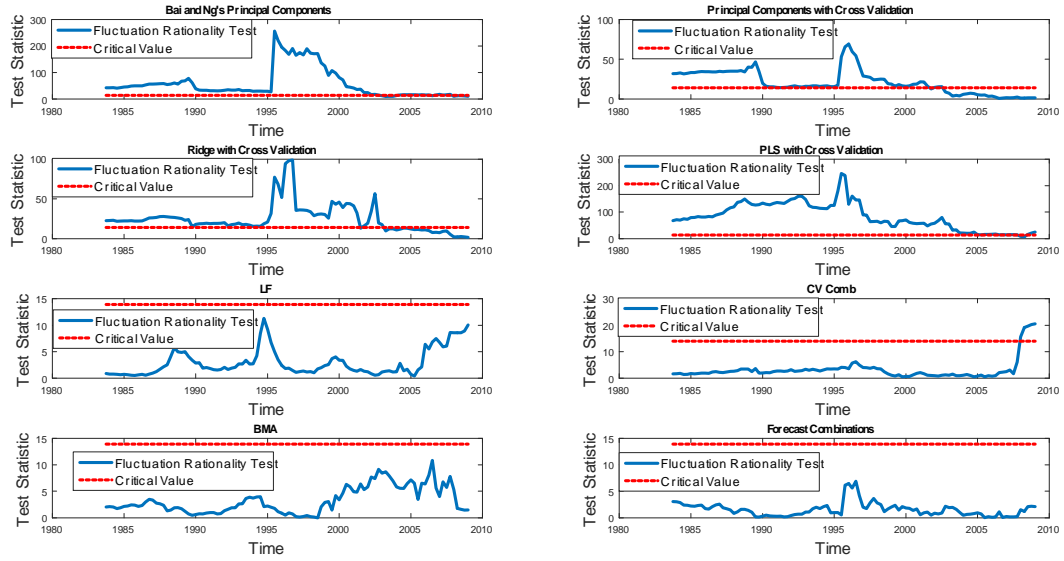 Bai and Ng's Principal Components
300
200
100
0
Test Statistic
Fluctuation Rationality Test
Critical Value
1980 1985 1990 1995 2000 2005 2010
Time
Principal Components with Cross Validation
100
50
0
Test Statistic
Fluctuation Rationality Test
Critical Value
1980 1985 1990 1995 2000 2005 2010
Time
Ridge with Cross Validation
100
50
0
Test Statistic
Fluctuation Rationality Test
Critical Value
1980 1985 1990 1995 2000 2005 2010
Time
PLS with Cross Validation
300
200
100
0
Test Statistic
Fluctuation Rationality Test
Critical Value
1980 1985 1990 1995 2000 2005 2010
Time
LF
15
10
5
0
Test Statistic
Fluctuation Rationality Test
Critical Value
1980 1985 1990 1995 2000 2005 2010
Time
CV Comb
30
20
10
0
Test Statistic
Fluctuation Rationality Test
Critical Value
1980 1985 1990 1995 2000 2005 2010
Time
BMA
15
10
5
0
Test Statistic
Fluctuation Rationality Test
Critical Value
1980 1985 1990 1995 2000 2005 2010
Time
Forecast Combinations
15
10
5
0
Test Statistic
Fluctuation Rationality Test
Critical Value
1980 1985 1990 1995 2000 2005 2010
Time